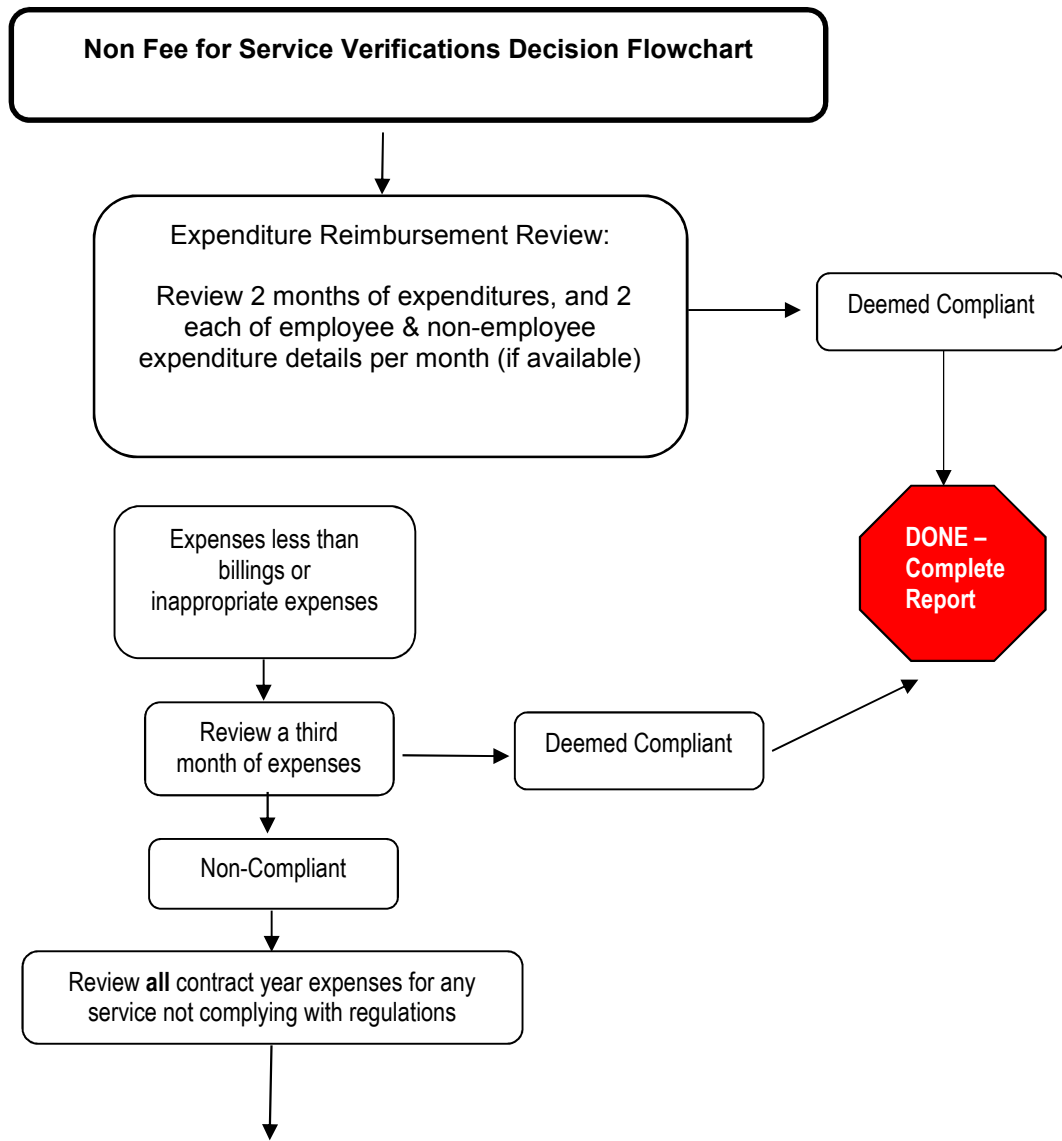 Non Fee for Service Verifications Decision Flowchart
Expenditure Reimbursement Review:
Review 2 months of expenditures, and 2
each of employee & non-employee
expenditure details per month (if available)
Deemed Compliant
Expenses less than
billings or
inappropriate expenses
DONE –
Complete
Report
Review a third
month of expenses
Deemed Compliant
Non-Compliant
Review all contract year expenses for any
service not complying with regulations